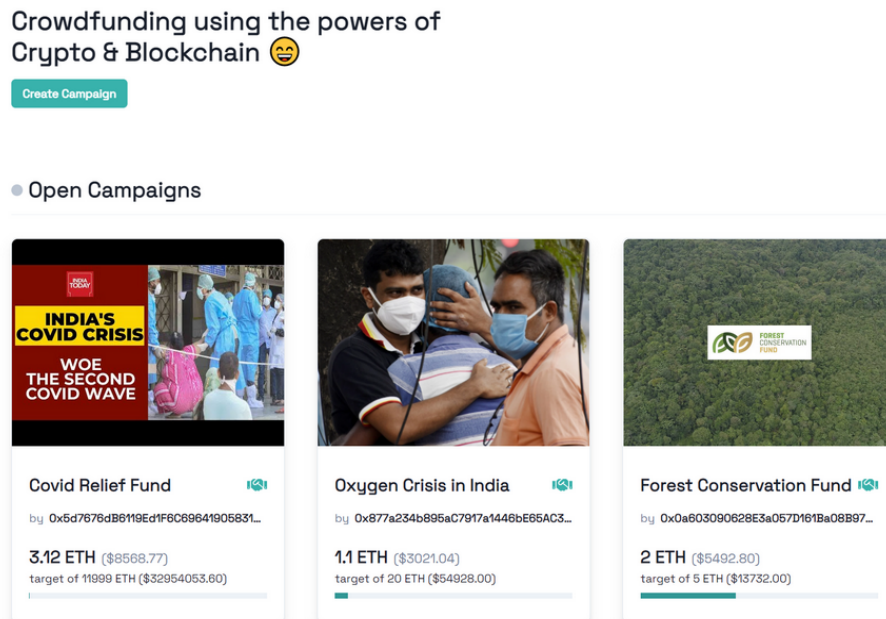 Crowdfunding using the powers of
Crypto & Blockchain 😄
Create Campaign
Open Campaigns
INDIA
TODAY
INDIA'S
COVID CRISIS
WOE
THE SECOND
COVID WAVE
FOREST
CONSERVATION
FUND
Covid Relief Fund
by 0x5d7676dB6119Ed1F6C69641905831...
3.12 ETH ($8568.77)
target of 11999 ETH ($32954053.60)
Oxygen Crisis in India
by 0x877a234b895aC7917a1446bE65AC3...
1.1 ETH ($3021.04)
target of 20 ETH ($54928.00)
Forest Conservation Fund
by 0x0a603090628E3a057D161Ba08B97...
2 ETH ($5492.80)
target of 5 ETH ($13732.00)